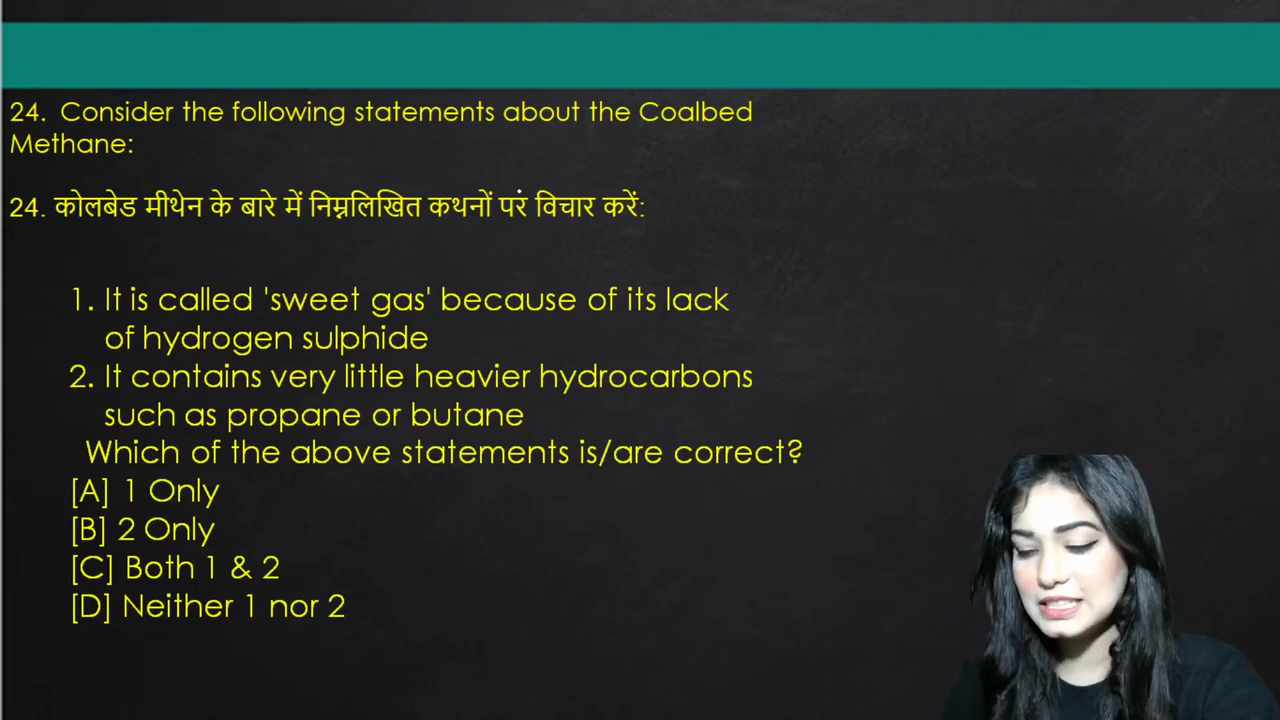 24. Consider the following statements about the Coalbed
Methane:
24. कोलबेड मीथेन के बारे में निम्नलिखित कथनों पर विचार करें:
1. It is called 'sweet gas' because of its lack
of hydrogen sulphide
2. It contains very little heavier hydrocarbons
such as propane or butane
Which of the above statements is/are correct?
[A] 1 Only
[B] 2 Only
[C] Both 1 & 2
[D] Neither 1 nor 2